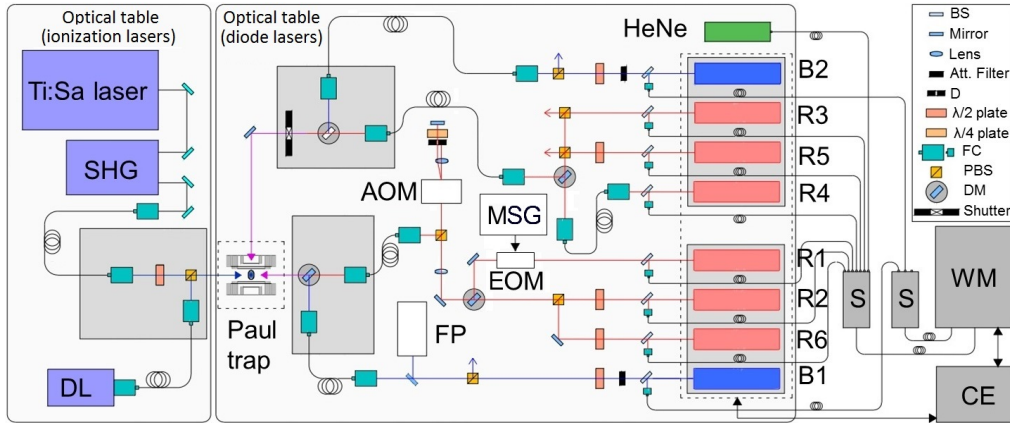 Optical table
(ionization lasers)
Ti:Sa laser
SHG
DL
Optical table
(diode lasers)
Paul
trap
AOM
MSG
EOM
FP
HeNe
B2
R3
R5
R4
R1
R2
R6
B1
S
S
WM
CE
BS
Mirror
Lens
Att. Filter
D
λ/2 plate
λ/4 plate
FC
PBS
DM
Shutter